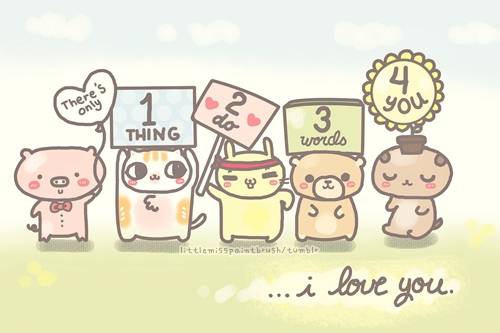 There's
only
1
THING
2
do
3
words
4
you
littlemisspaintbrush/tumblr
...i love you.